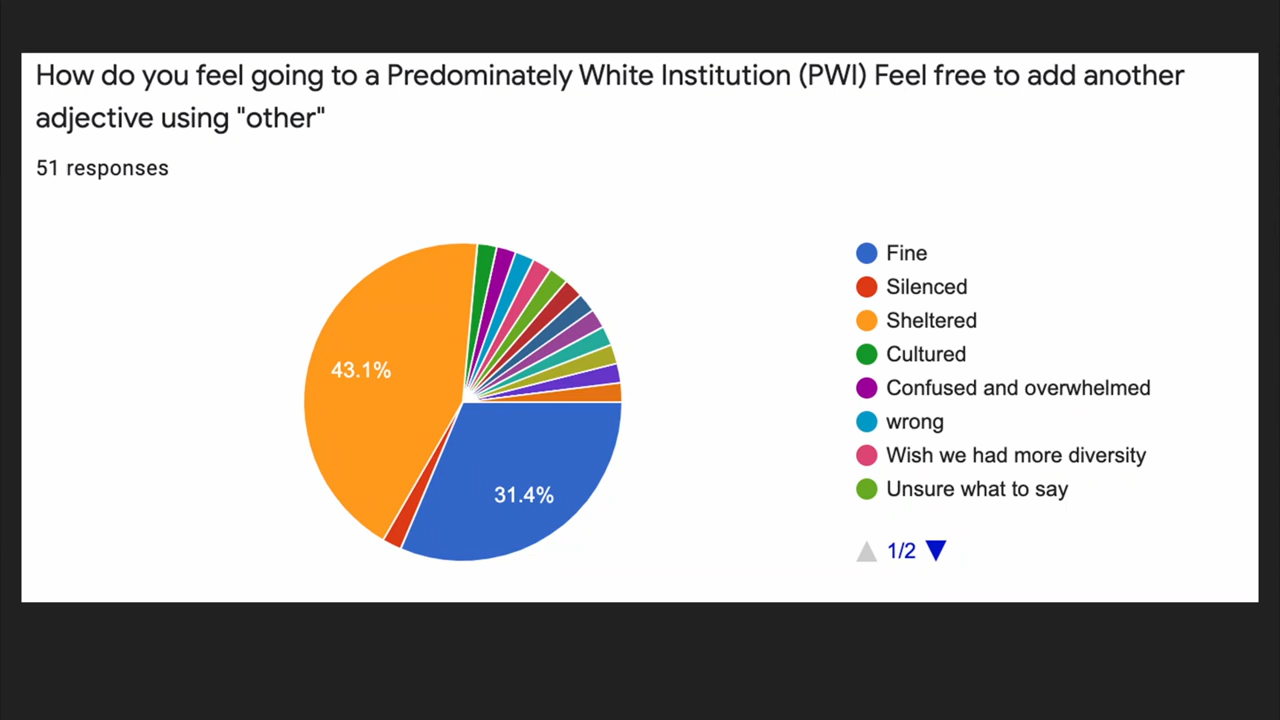 How do you feel going to a Predominately White Institution (PWI) Feel free to add another
adjective using "other"
51 responses
43.1%
31.4%
Fine
Silenced
Sheltered
Cultured
Confused and overwhelmed
wrong
Wish we had more diversity
Unsure what to say
1/2